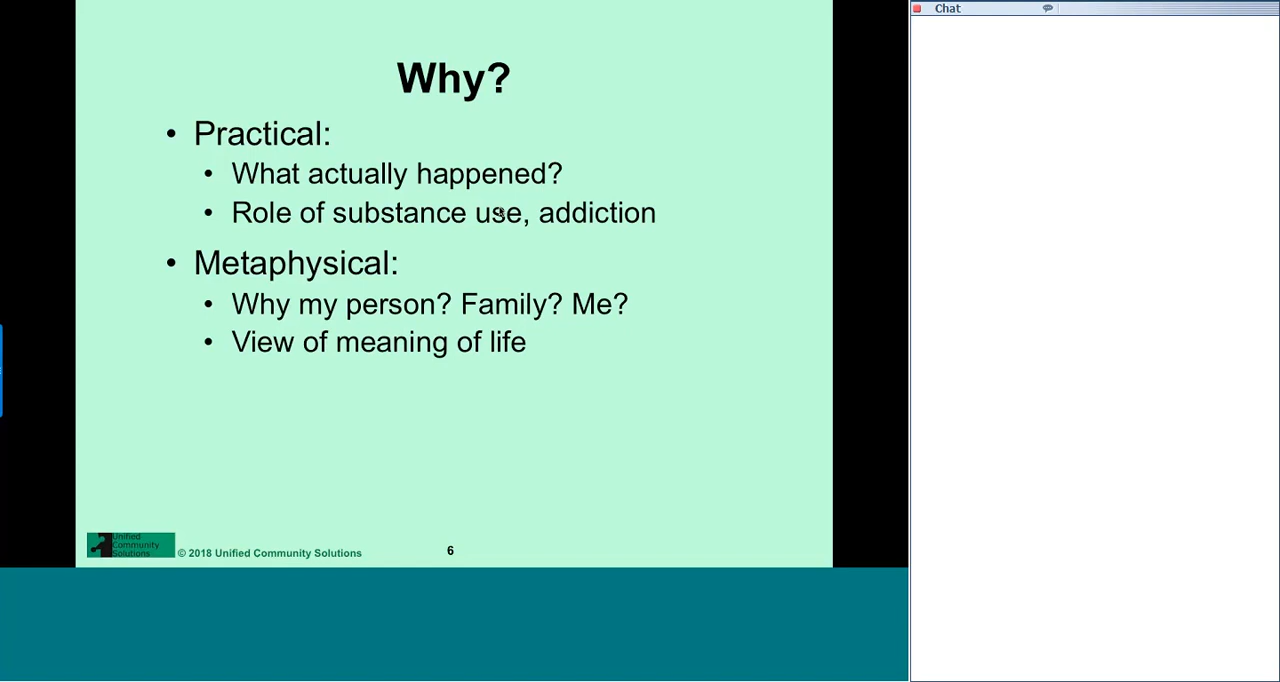 Chat
Why?
• Practical:
• What actually happened?
• Role of substance use, addiction
• Metaphysical:
• Why my person? Family? Me?
• View of meaning of life
Unified
Community
Solutions
© 2018 Unified Community Solutions
6